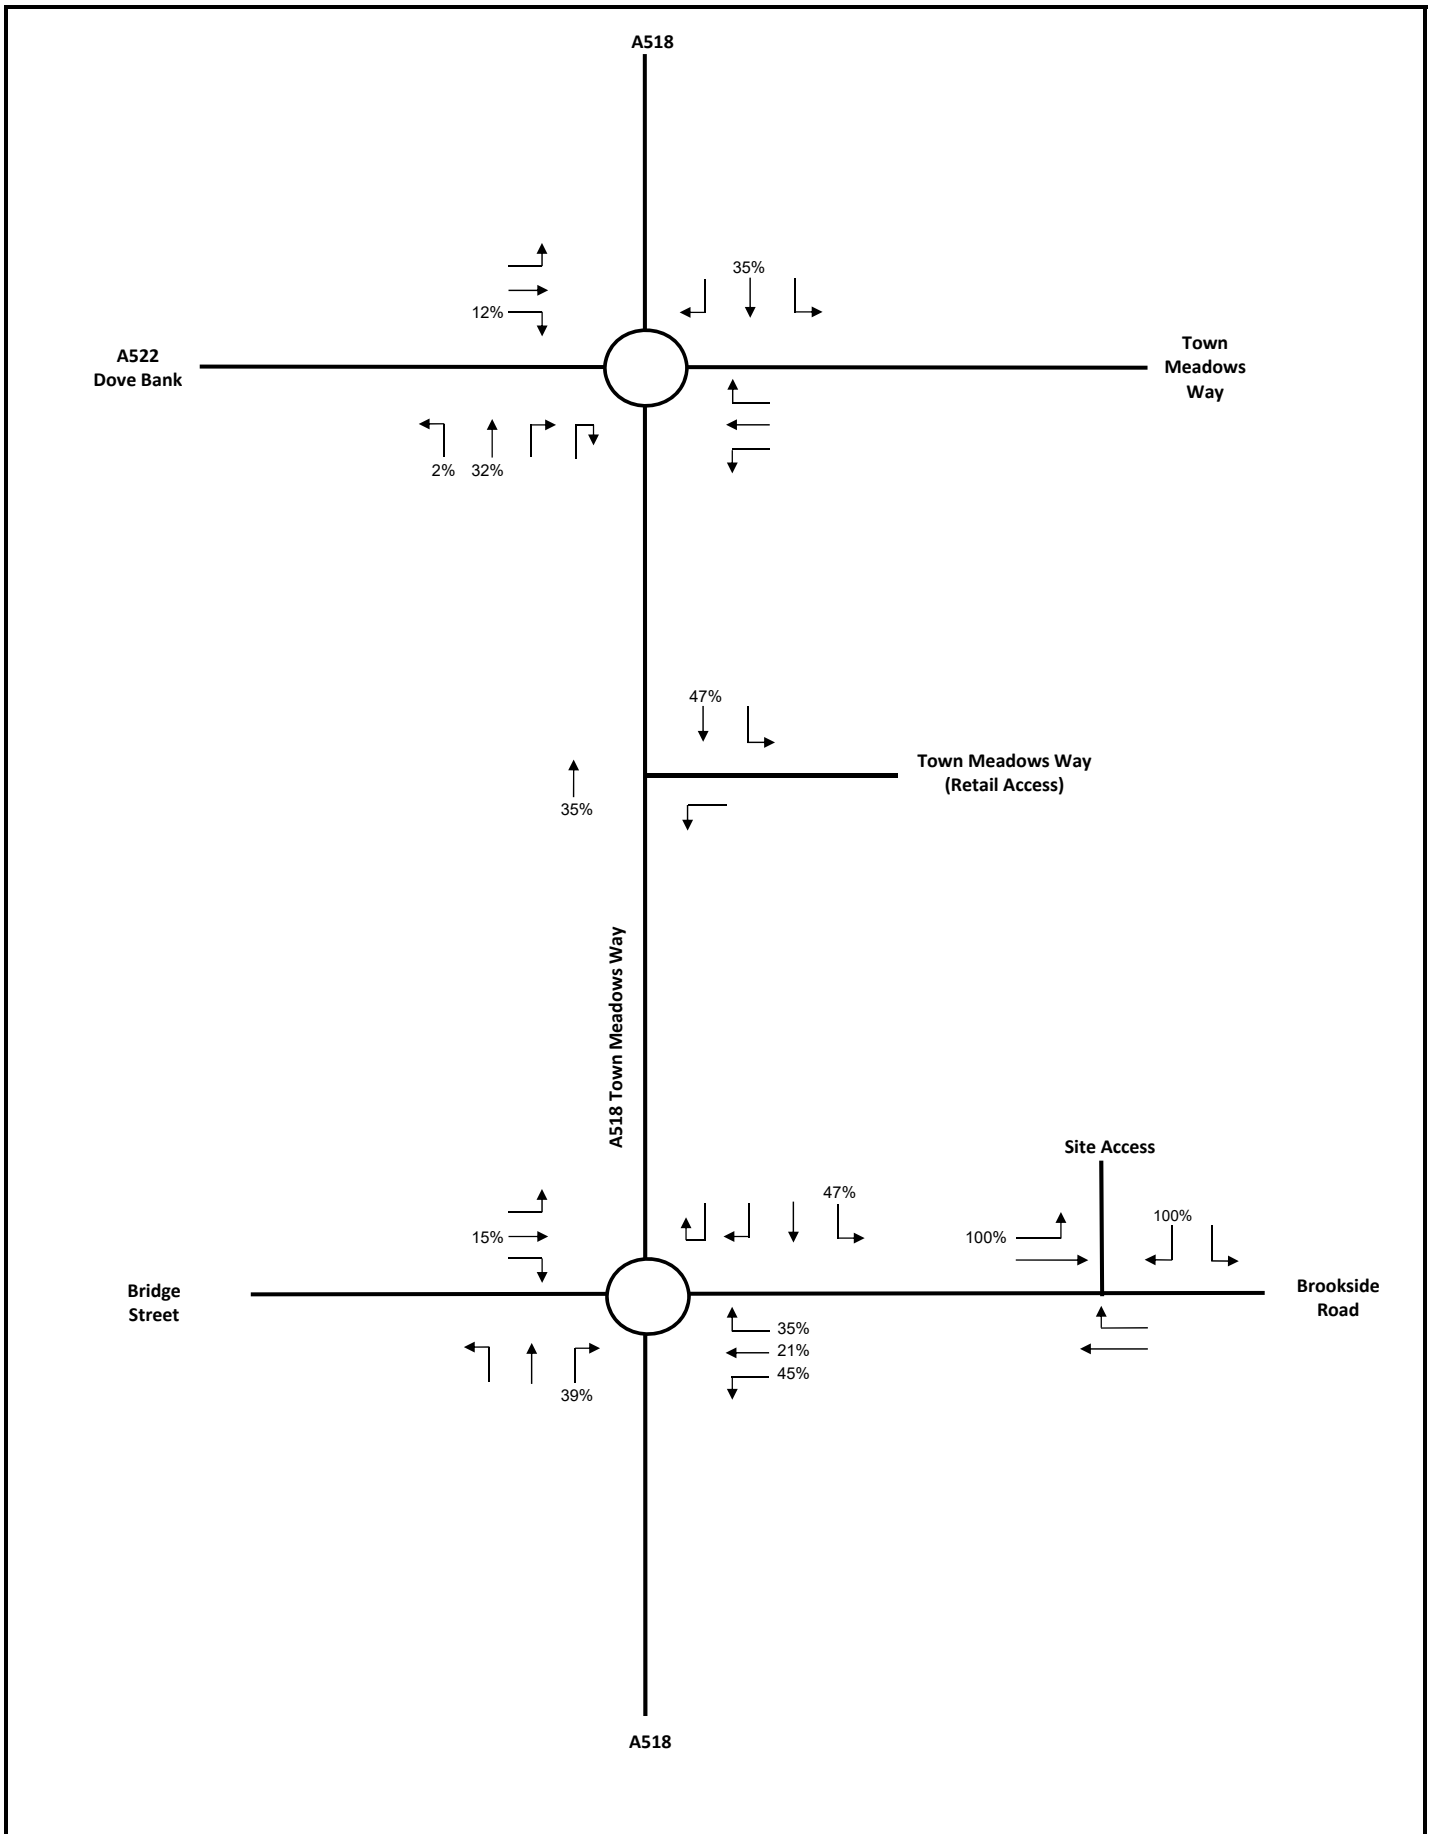 A518
35%
12%
A522
Dove Bank
Town
Meadows
Way
2%
32%
47%
Town Meadows Way
(Retail Access)
35%
A518 Town Meadows Way
Site Access
47%
100%
15%
100%
Bridge
Street
Brookside
Road
35%
21%
45%
39%
A518